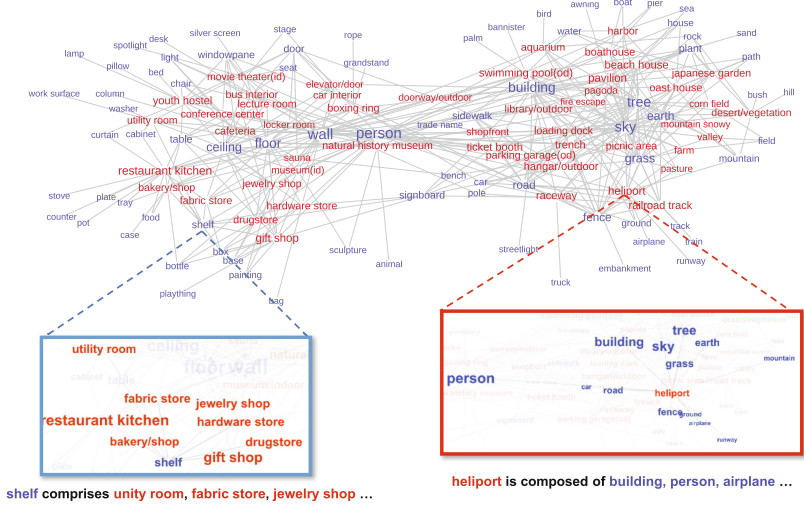 awning boat pier
bird sea
silver screen stage bannister house
desk rope palm water harbor rock sand
spotlight door aquarium plant
lamp light windowpane boathouse path
pillow bed seat grandstand swimming pool(od) beach house japanese garden
movie theater(id) pavilion
chair elevator/door building pagoda oast house
work surface column bus interior car interior doorway/outdoor fire escape tree bush hill
youth hostel lecture room boxing ring library/outdoor corn field
washer conference center sidewalk earth desert/vegetation
utility room locker room trade name sky mountain snowy
curtain cabinet cafeteria wall person shopfront loading dock valley
table floor natural history museum ticket booth trench picnic area field
ceiling sauna parking garage(od) grass farm mountain
restaurant kitchen museum(id) hangar/outdoor pasture
bakery/shop jewelry shop bench car road heliport
stove plate fabric store signboard pole raceway
counter tray hardware store railroad track
pot food drugstore fence
case shelf ground track
gift shop airplane train
box sculpture streetlight
bottle base animal embankment runway
painting truck
plaything
bag
utility room
ceiling
floor wall
natural
cabinet
table
museum/indoor
fabric store jewelry shop
restaurant kitchen hardware store
bakery/shop drugstore
shelf gift shop
tree
building sky earth
grass mountain
person
car road heliport
fence ground
airplane
runway
shelf comprises unity room, fabric store, jewelry shop ...
heliport is composed of building, person, airplane ...